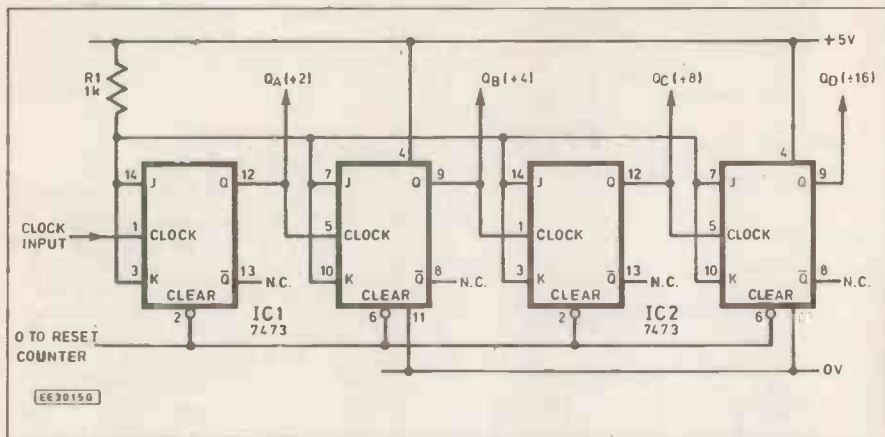 +5V
R1
1k
QA(÷2)
QB(÷4)
QC(÷8)
QD(÷16)
4
4
14
J
Q
12
7
J
Q
9
14
J
Q
12
7
J
Q
9
CLOCK
INPUT
1
CLOCK
5
CLOCK
1
CLOCK
5
CLOCK
3
K
Q
13
N.C.
10
K
Q
8
N.C.
3
K
Q
13
N.C.
10
K
Q
8
N.C.
CLEAR
CLEAR
CLEAR
CLEAR
2
IC1
7473
6
11
2
IC2
7473
6
0 TO RESET
COUNTER
0V
EE3015G